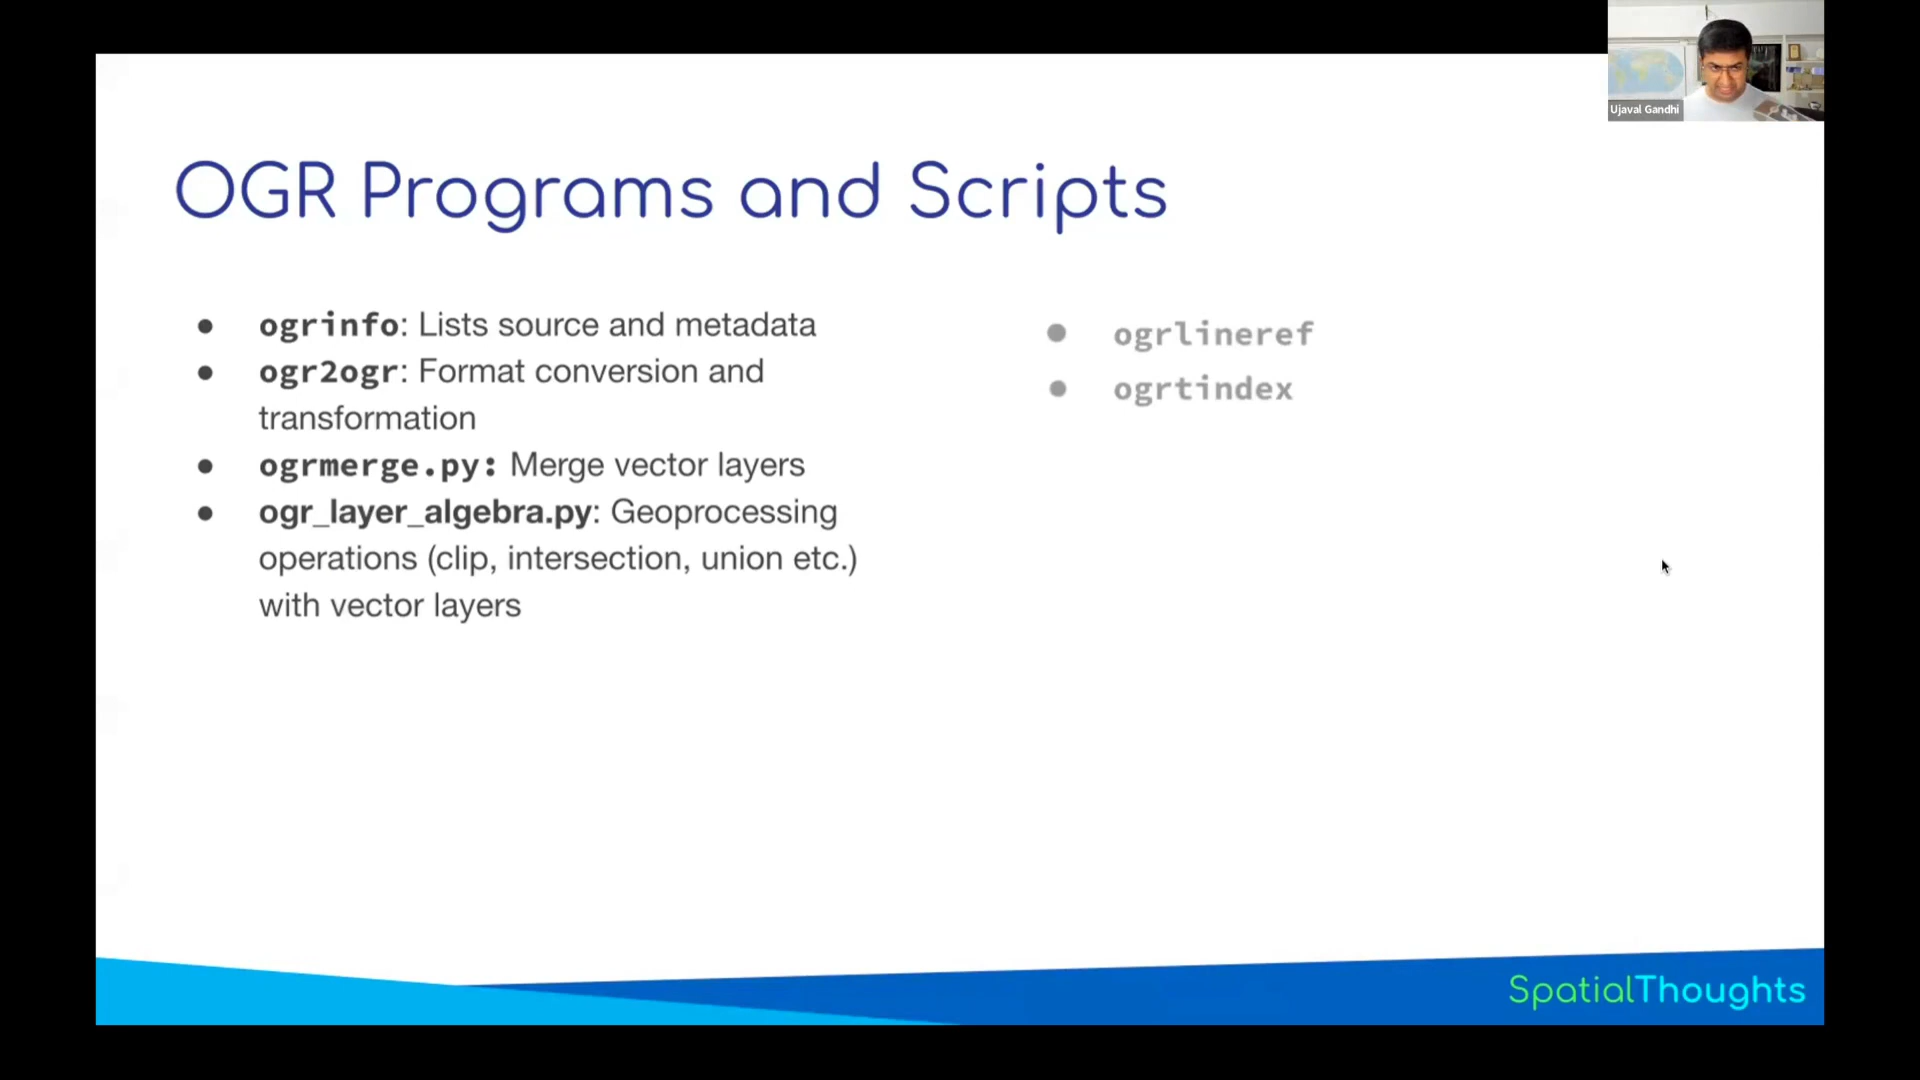 Ujaval Gandhi
OGR Programs and Scripts
● ogrinfo: Lists source and metadata
● ogr2ogr: Format conversion and
transformation
● ogrmerge.py: Merge vector layers
● ogr_layer_algebra.py: Geoprocessing
operations (clip, intersection, union etc.)
with vector layers
● ogrlineref
● ogrtindex
SpatialThoughts